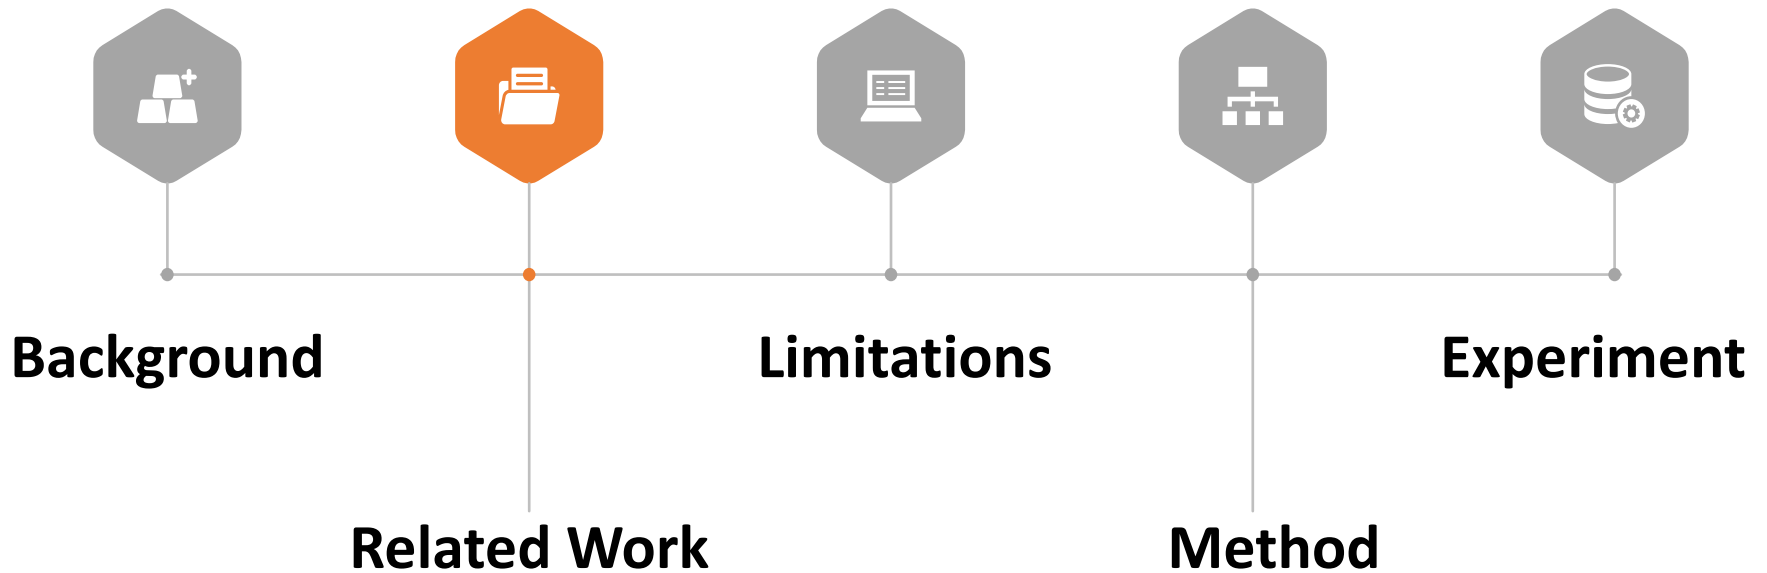 Background
Limitations
Experiment
Related Work
Method